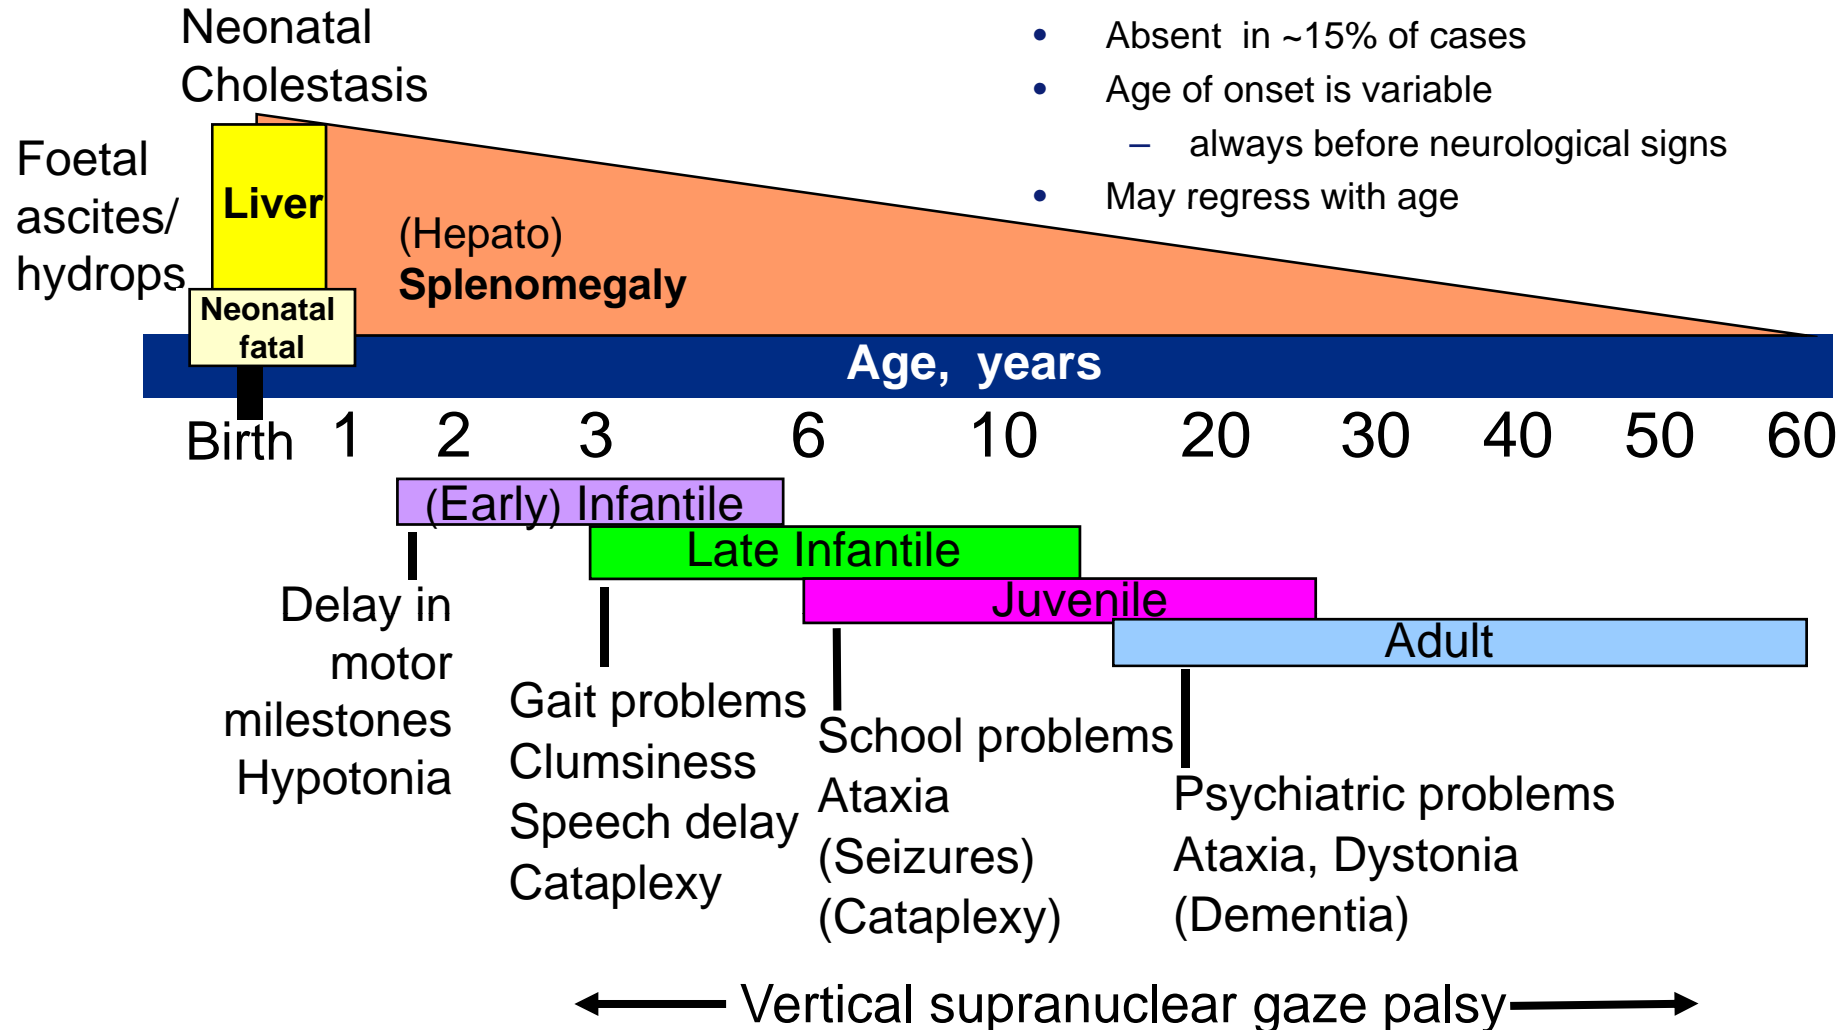 Neonatal
Cholestasis
• Absent in ~15% of cases
• Age of onset is variable
– always before neurological signs
• May regress with age
Foetal
ascites/
hydrops
Liver
(Hepato)
Splenomegaly
Neonatal
fatal
Age, years
Birth 1 2 3 6 10 20 30 40 50 60
(Early) Infantile
Late Infantile
Juvenile
Adult
Delay in
motor
milestones
Hypotonia
Gait problems
Clumsiness
Speech delay
Cataplexy
School problems
Ataxia
(Seizures)
(Cataplexy)
Psychiatric problems
Ataxia, Dystonia
(Dementia)
Vertical supranuclear gaze palsy